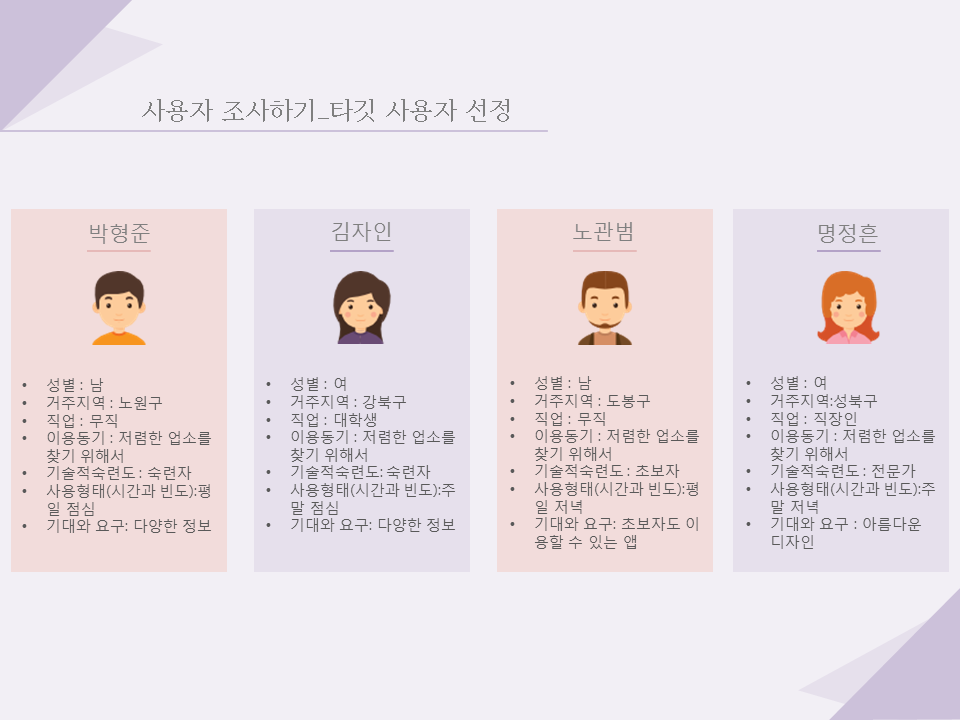 사용자 조사하기_타깃 사용자 선정
박형준
• 성별 : 남
• 거주지역 : 노원구
• 직업 : 무직
• 이용동기 : 저렴한 업소를
찾기 위해서
• 기술적숙련도 : 숙련자
• 사용형태(시간과 빈도):평
일 점심
• 기대와 요구: 다양한 정보
김자인
• 성별 : 여
• 거주지역 : 강북구
• 직업 : 대학생
• 이용동기 : 저렴한 업소를
찾기 위해서
• 기술적숙련도: 숙련자
• 사용형태(시간과 빈도):주
말 점심
• 기대와 요구: 다양한 정보
노관범
• 성별 : 남
• 거주지역 : 도봉구
• 직업 : 무직
• 이용동기 : 저렴한 업소를
찾기 위해서
• 기술적숙련도 : 초보자
• 사용형태(시간과 빈도):평
일 저녁
• 기대와 요구: 초보자도 이
용할 수 있는 앱
명정흔
• 성별 : 여
• 거주지역:성북구
• 직업 : 직장인
• 이용동기 : 저렴한 업소를
찾기 위해서
• 기술적숙련도 : 전문가
• 사용형태(시간과 빈도):주
말 저녁
• 기대와 요구 : 아름다운
디자인